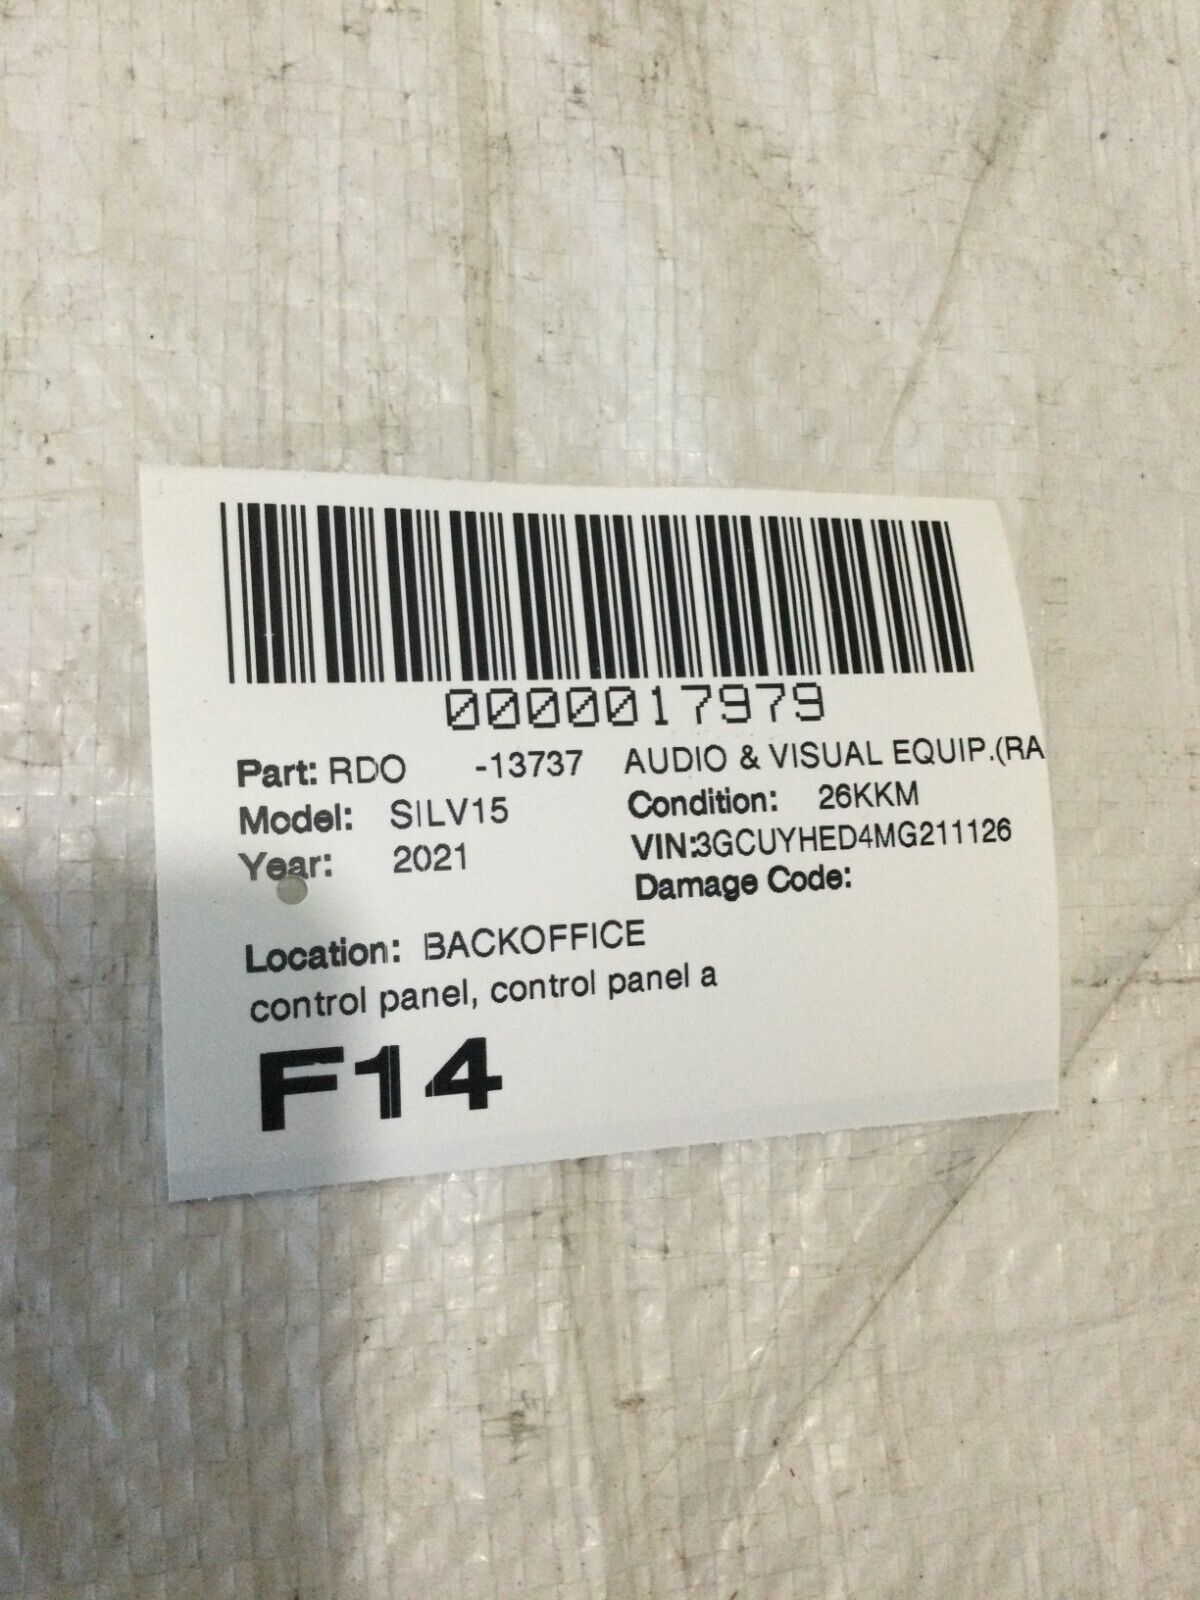 0000017979
Part: RDO -13737 AUDIO & VISUAL EQUIP.(RA
Model: SILV15 Condition: 26KKM
Year: 2021 VIN:3GCUYHED4MG211126
Damage Code:
Location: BACKOFFICE
control panel, control panel a
F14